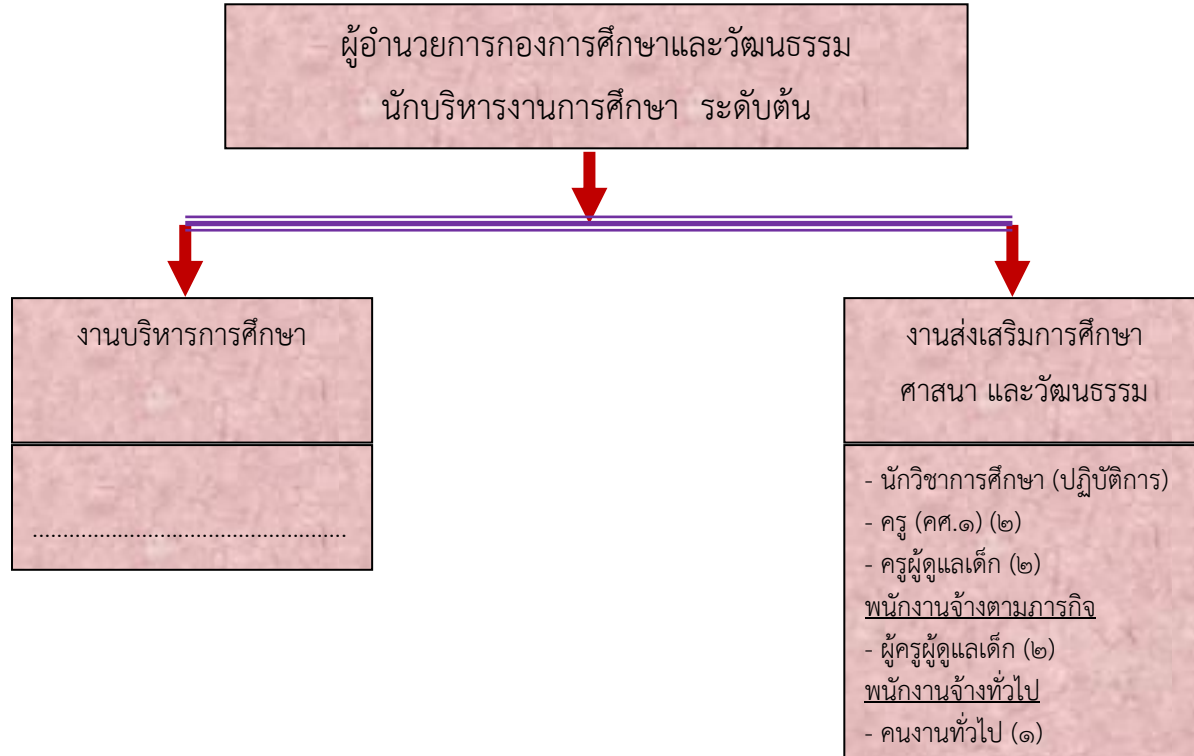 ผู้อำนวยการกองการศึกษาและวัฒนธรรม
นักบริหารงานการศึกษา ระดับต้น
งานบริหารการศึกษา
....................................................
งานส่งเสริมการศึกษา
ศาสนา และวัฒนธรรม
- นักวิชาการศึกษา (ปฏิบัติการ)
- ครู (คศ.๑) (๒)
- ครูผู้ดูแลเด็ก (๒)
พนักงานจ้างตามภารกิจ
- ผู้ครูผู้ดูแลเด็ก (๒)
พนักงานจ้างทั่วไป
- คนงานทั่วไป (๑)